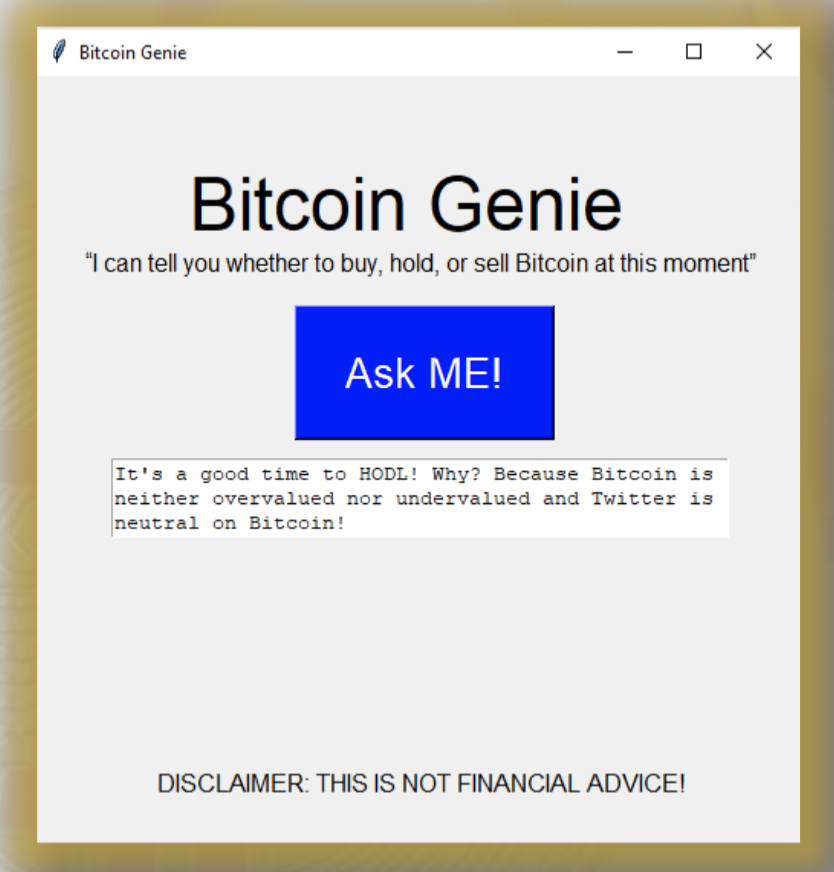 Bitcoin Genie
Bitcoin Genie
“I can tell you whether to buy, hold, or sell Bitcoin at this moment”
Ask ME!
It's a good time to HODL! Why? Because Bitcoin is
neither overvalued nor undervalued and Twitter is
neutral on Bitcoin!
DISCLAIMER: THIS IS NOT FINANCIAL ADVICE!